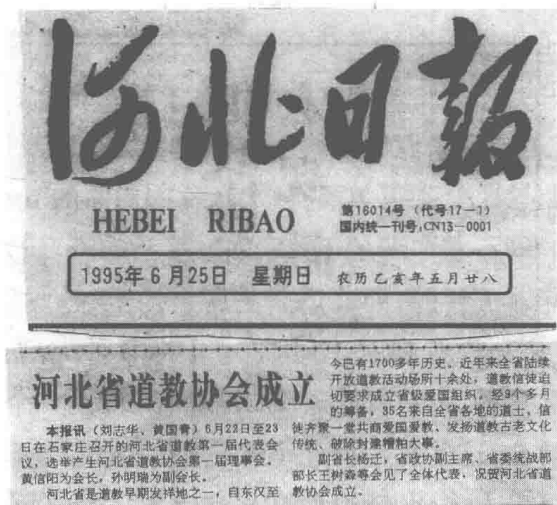 河北日報
HEBEI RIBAO
第16014号（代号17—1）
国内统一刊号:CN13—0001
1995年6月25日 星期日 农历乙亥年五月廿八
河北省道教协会成立
本报讯（刘志华、黄国青）6月22日至23
日在石家庄召开的河北省道教第一届代表会
议，选举产生河北省道教协会第一届理事会。
黄信阳为会长，孙明瑞为副会长。
河北省是道教早期发祥地之一，自东汉至
今已有1700多年历史。近年来全省陆续
开放道教活动场所十余处，道教信徒迫
切要求成立省级爱国组织。经9个多月
的筹备，35名来自全省各地的道士、信
徒齐聚一堂共商爱国爱教、发扬道教古老文化
传统、破除封建糟粕大事。
副省长杨迁，省政协副主席、省委统战部
部长王树森等会见了全体代表，祝贺河北省道
教协会成立。